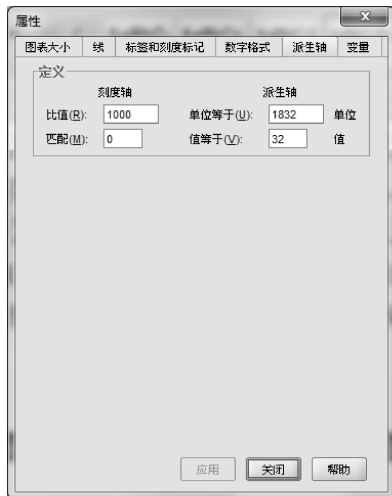 属性
图表大小 线 标签和刻度标记 数字格式 派生轴 变量
定义
刻度轴 派生轴
比值(R): 1000 单位等于(U): 1832 单位
匹配(M): 0 值等于(V): 32 值
应用 关闭 帮助